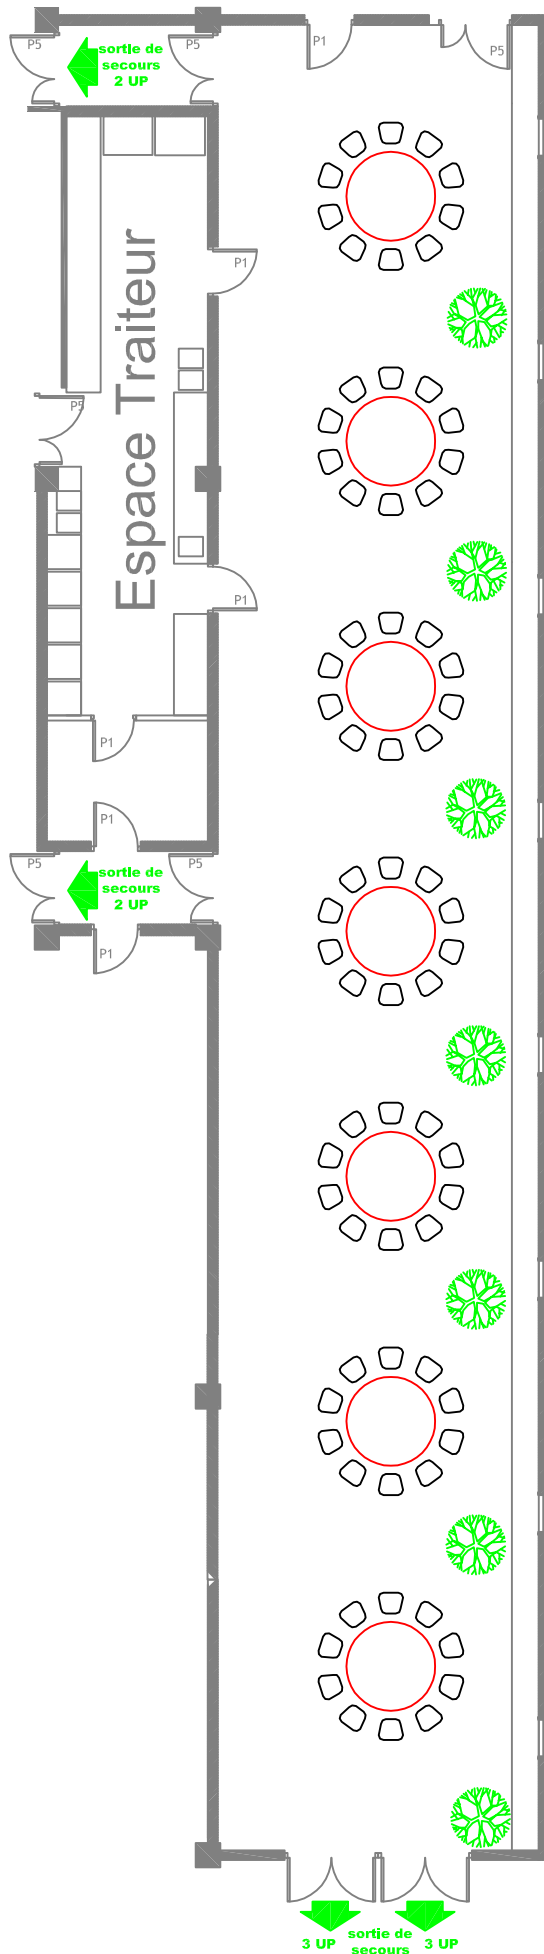 P5
sortie de
secours
2 UP
P5
P1
P5
P1
Espace Traiteur
P5
P1
P1
P1
P5
sortie de
secours
2 UP
P5
P1
3 UP
sortie de
secours
3 UP